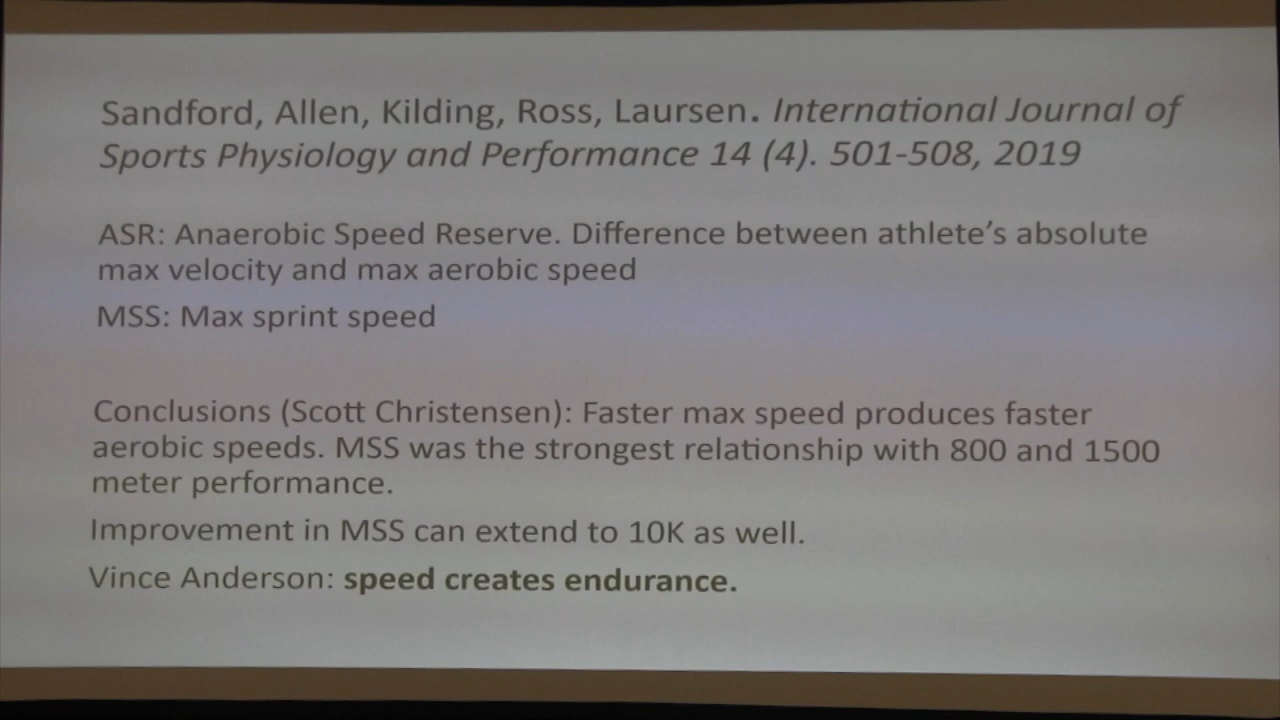 Sandford, Allen, Kilding, Ross, Laursen. International Journal of
Sports Physiology and Performance 14 (4). 501-508, 2019
ASR: Anaerobic Speed Reserve. Difference between athlete's absolute
max velocity and max aerobic speed
MSS: Max sprint speed
Conclusions (Scott Christensen): Faster max speed produces faster
aerobic speeds. MSS was the strongest relationship with 800 and 1500
meter performance.
Improvement in MSS can extend to 10K as well.
Vince Anderson: speed creates endurance.